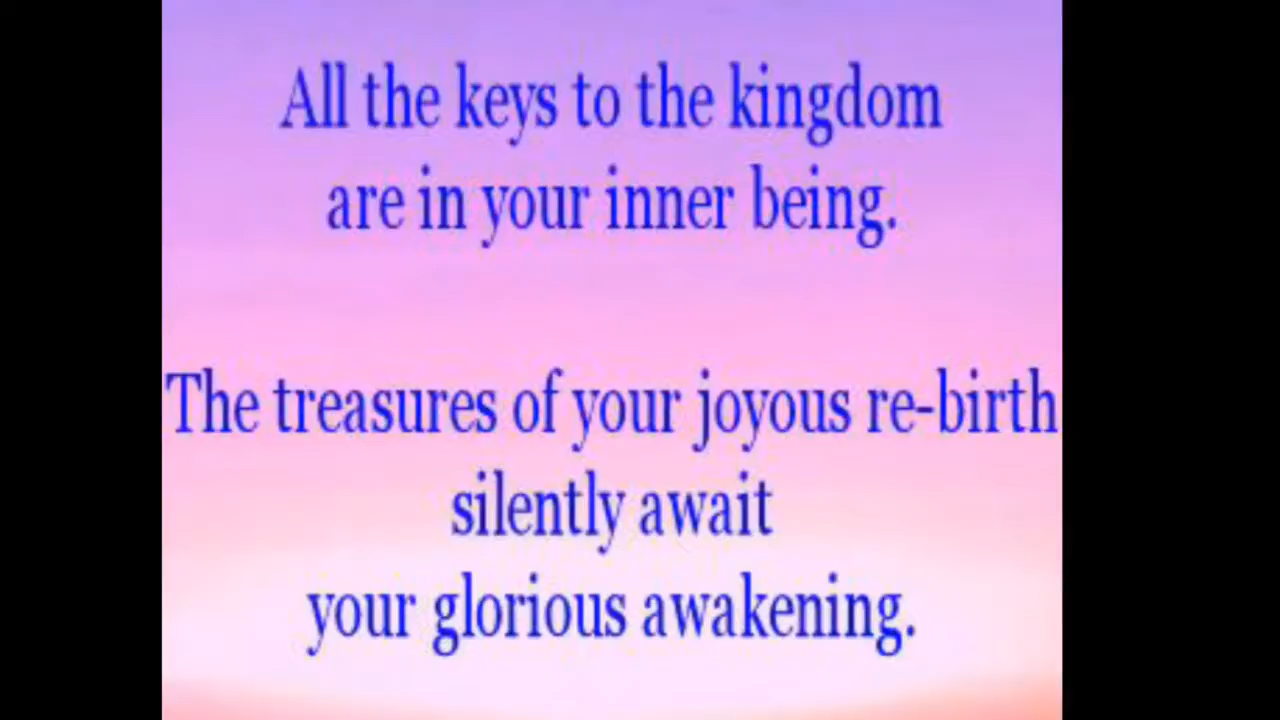 All the keys to the kingdom
are in your inner being.
The treasures of your joyous re-birth
silently await
your glorious awakening.